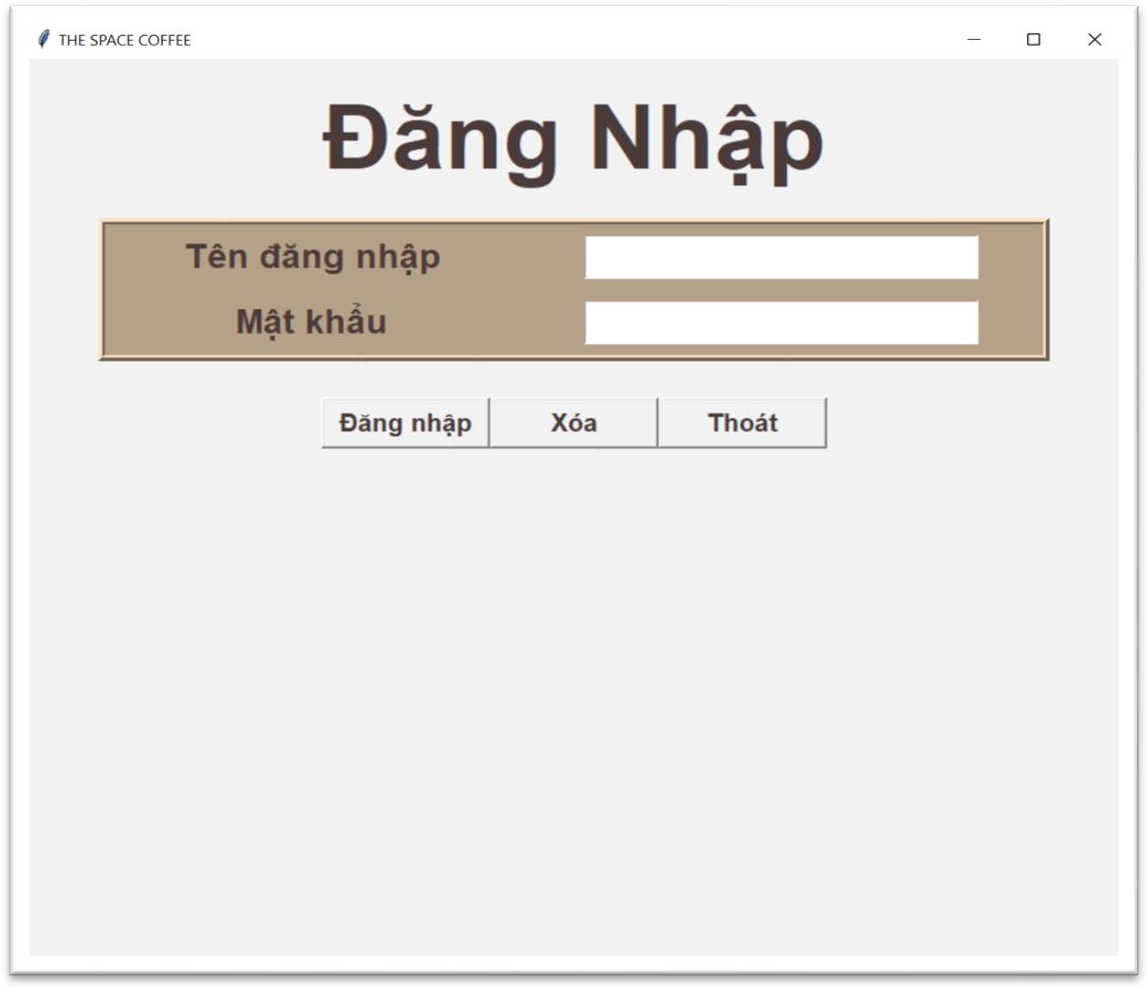 THE SPACE COFFEE
Đăng Nhập
Tên đăng nhập
Mật khẩu
Đăng nhập Xóa Thoát